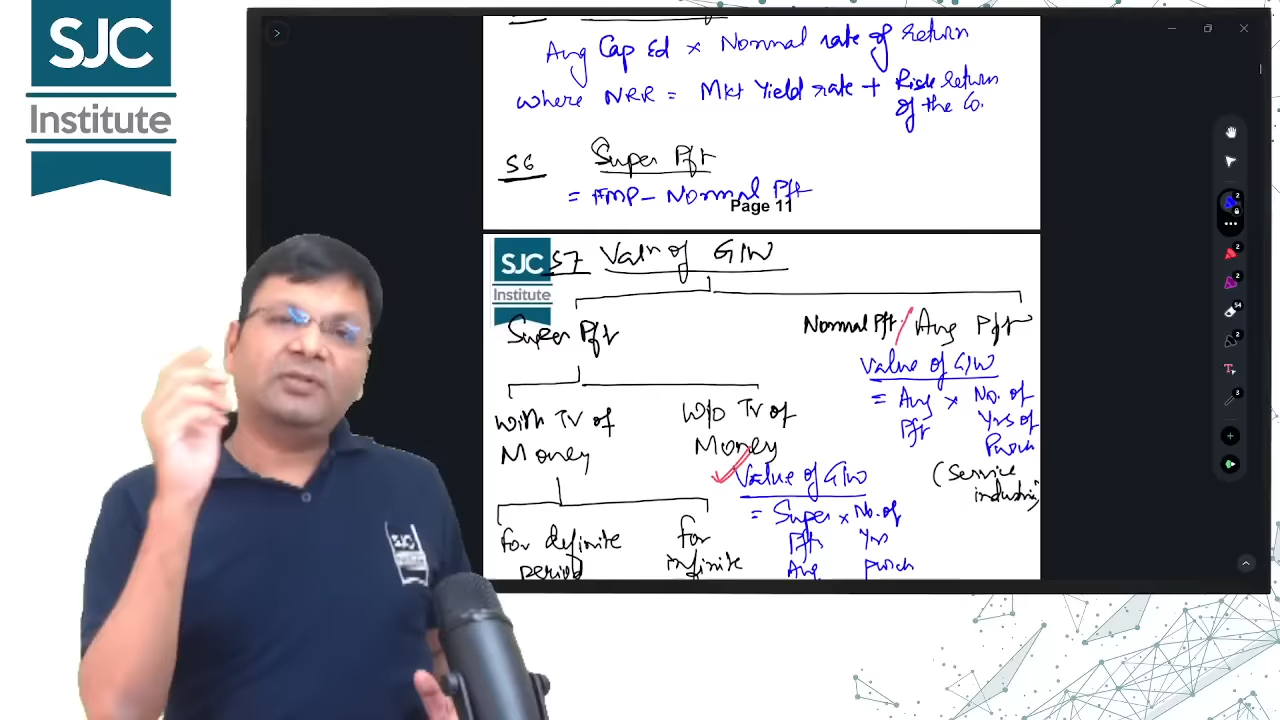 SJC
Institute
Avg Cap Ed × Normal rate of return
where NRR = Mkt Yield rate + Risk return
of the Co.
S6 Super Pft
= FMP - Normal Pft
Page 11
SJC
Institute
S7 Valn of G/W
Super Pft
Normal Pft / Avg Pft
Value of G/W
= Avg × No. of
Pft Yrs of
Purch
(Service
industries)
With TV of
Money
W/o TV of
Money
Value of G/W
= Super × No. of
Pft Yrs
Avg purch
for definite
period
for
infinite